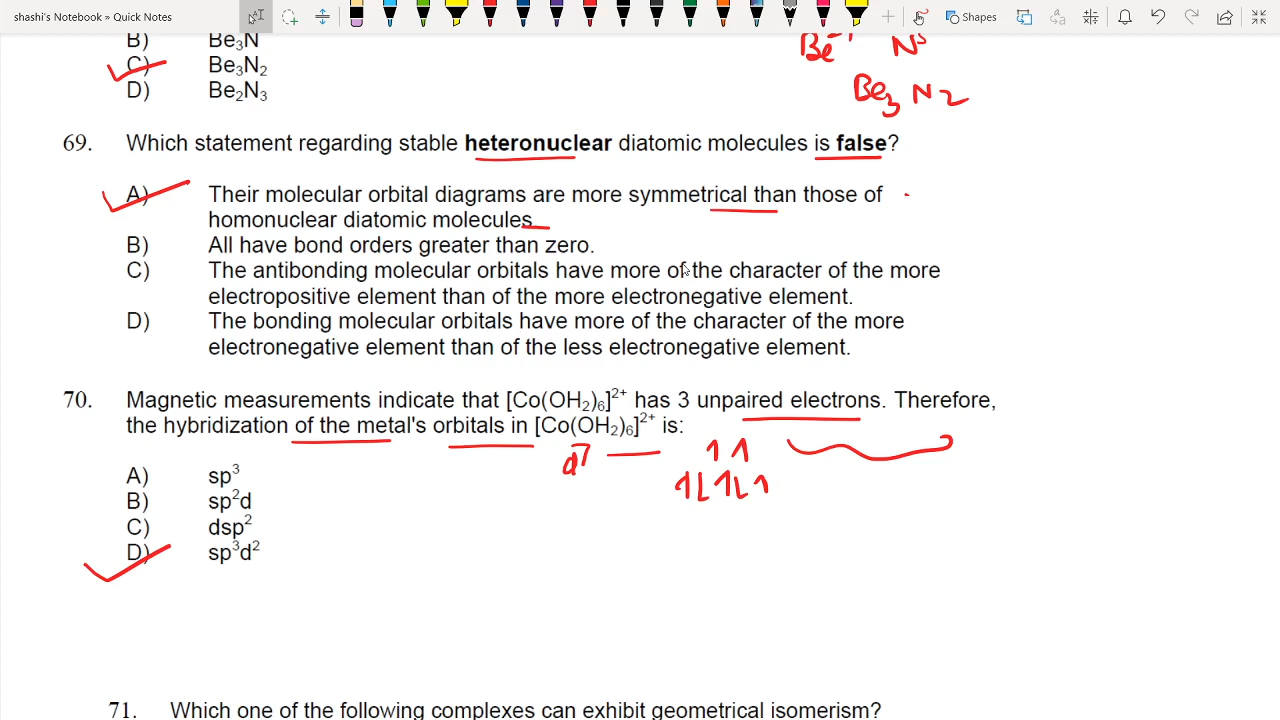 shashi's Notebook » Quick Notes
Shapes
B) Be₃N
C) Be₃N₂
D) Be₂N₃
Be₃ N₂
69. Which statement regarding stable heteronuclear diatomic molecules is false?
A) Their molecular orbital diagrams are more symmetrical than those of
homonuclear diatomic molecules.
B) All have bond orders greater than zero.
C) The antibonding molecular orbitals have more of the character of the more
electropositive element than of the more electronegative element.
D) The bonding molecular orbitals have more of the character of the more
electronegative element than of the less electronegative element.
70. Magnetic measurements indicate that [Co(OH₂)₆]²⁺ has 3 unpaired electrons. Therefore,
the hybridization of the metal's orbitals in [Co(OH₂)₆]²⁺ is:
d⁷
A) sp³
B) sp²d
C) dsp²
D) sp³d²
71. Which one of the following complexes can exhibit geometrical isomerism?